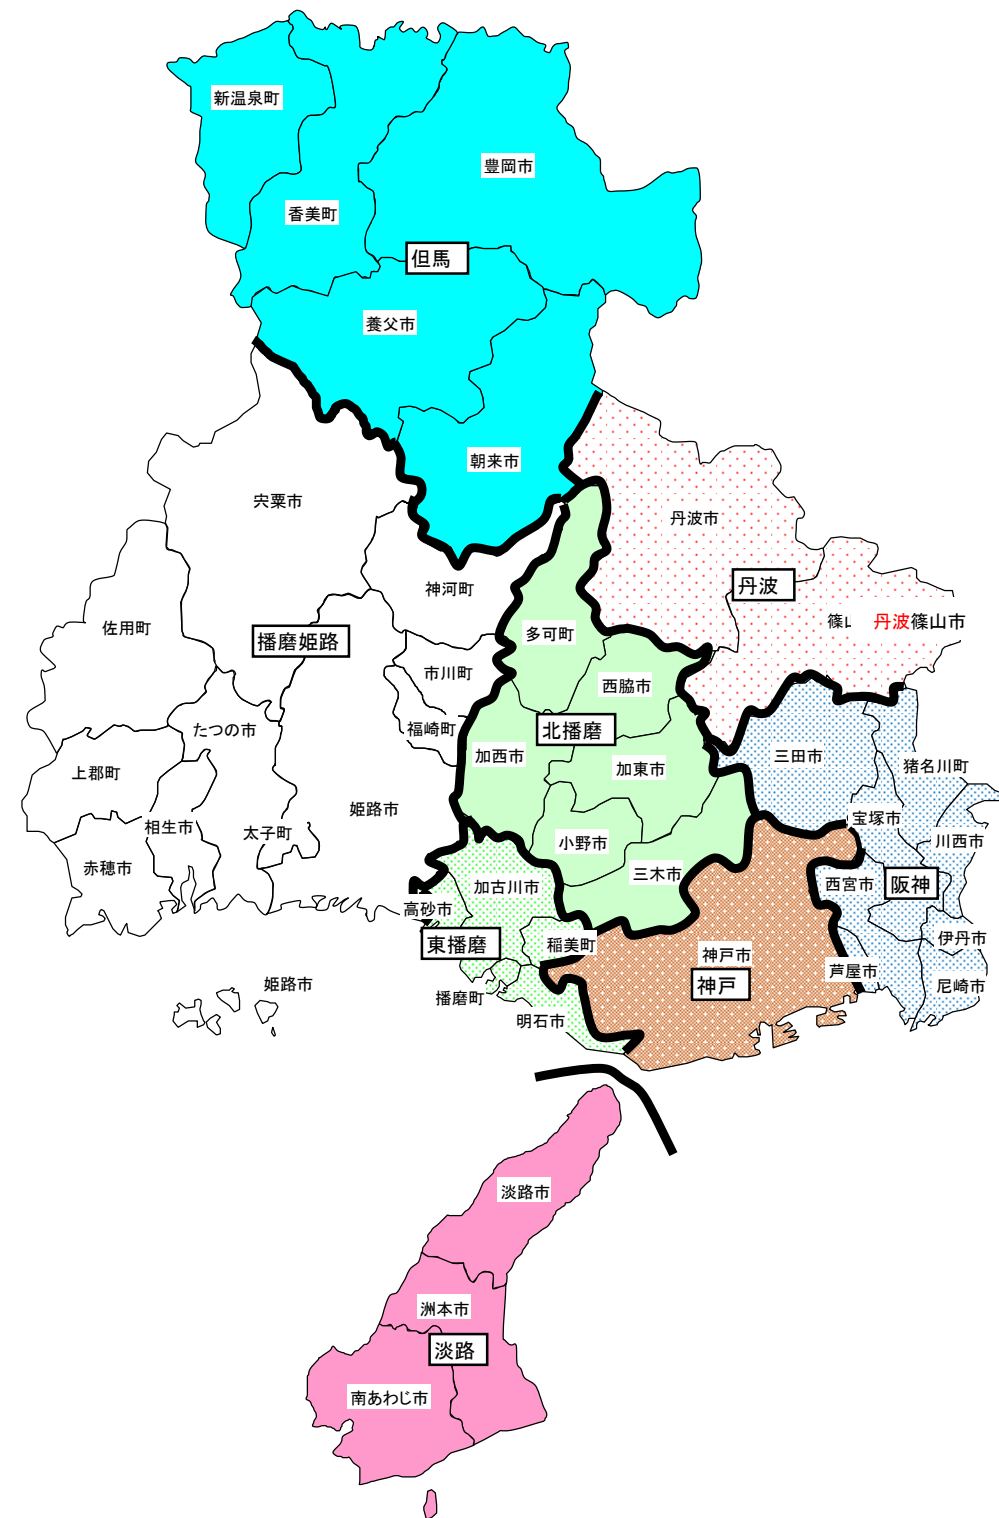 新温泉町
豊岡市
香美町
但馬
養父市
朝来市
宍粟市
丹波市
神河町
丹波
佐用町
播磨姫路
多可町
篠山
丹波篠山市
市川町
西脇市
福崎町
たつの市
北播磨
加西市
三田市
上郡町
加東市
猪名川町
姫路市
宝塚市
相生市
太子町
小野市
川西市
赤穂市
三木市
加古川市
西宮市
阪神
高砂市
東播磨
稲美町
伊丹市
神戸市
芦屋市
姫路市
神戸
尼崎市
播磨町
明石市
淡路市
洲本市
淡路
南あわじ市